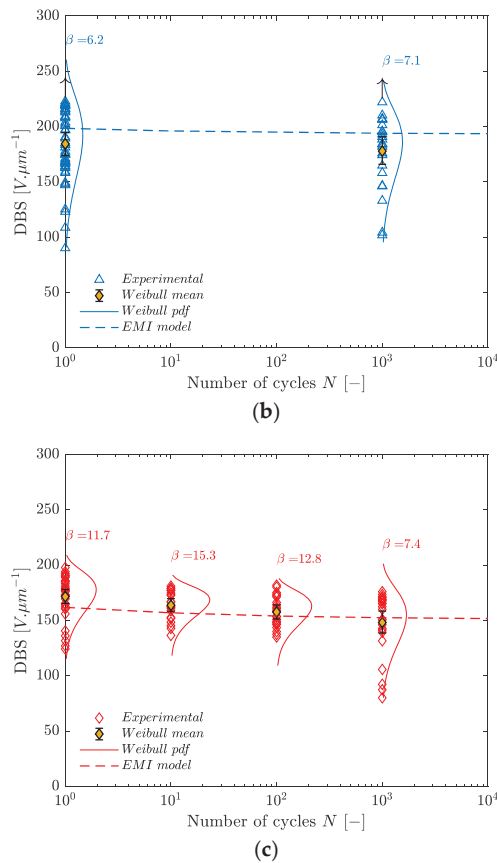 300
250
200
150
100
50
0
DBS [V.μm⁻¹]
β =6.2
β =7.1
Experimental
Weibull mean
Weibull pdf
EMI model
10⁰ 10¹ 10² 10³ 10⁴
Number of cycles N [−]
(b)
300
250
200
150
100
50
0
DBS [V.μm⁻¹]
β =11.7
β =15.3
β =12.8
β =7.4
Experimental
Weibull mean
Weibull pdf
EMI model
10⁰ 10¹ 10² 10³ 10⁴
Number of cycles N [−]
(c)